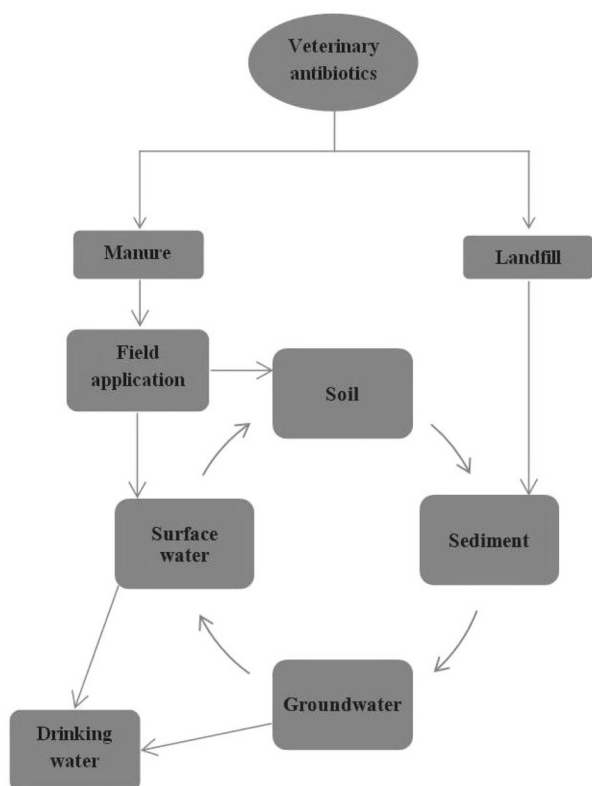 Veterinary
antibiotics
Manure
Landfill
Field
application
Soil
Surface
water
Sediment
Groundwater
Drinking
water